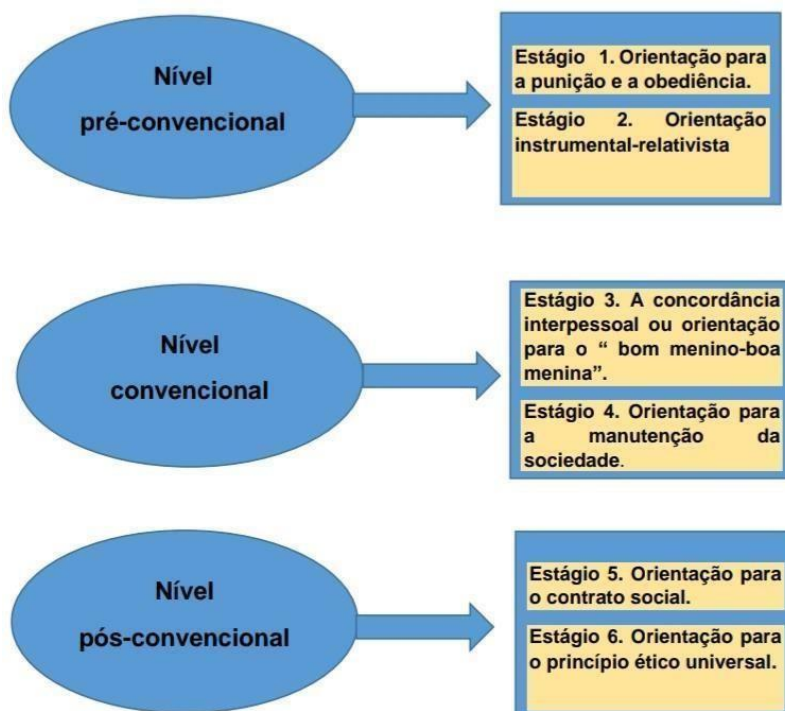 Nível
pré-convencional
Estágio 1. Orientação para
a punição e a obediência.
Estágio 2. Orientação
instrumental-relativista
Nível
convencional
Estágio 3. A concordância
interpessoal ou orientação
para o “ bom menino-boa
menina”.
Estágio 4. Orientação para
a manutenção da
sociedade.
Nível
pós-convencional
Estágio 5. Orientação para
o contrato social.
Estágio 6. Orientação para
o princípio ético universal.